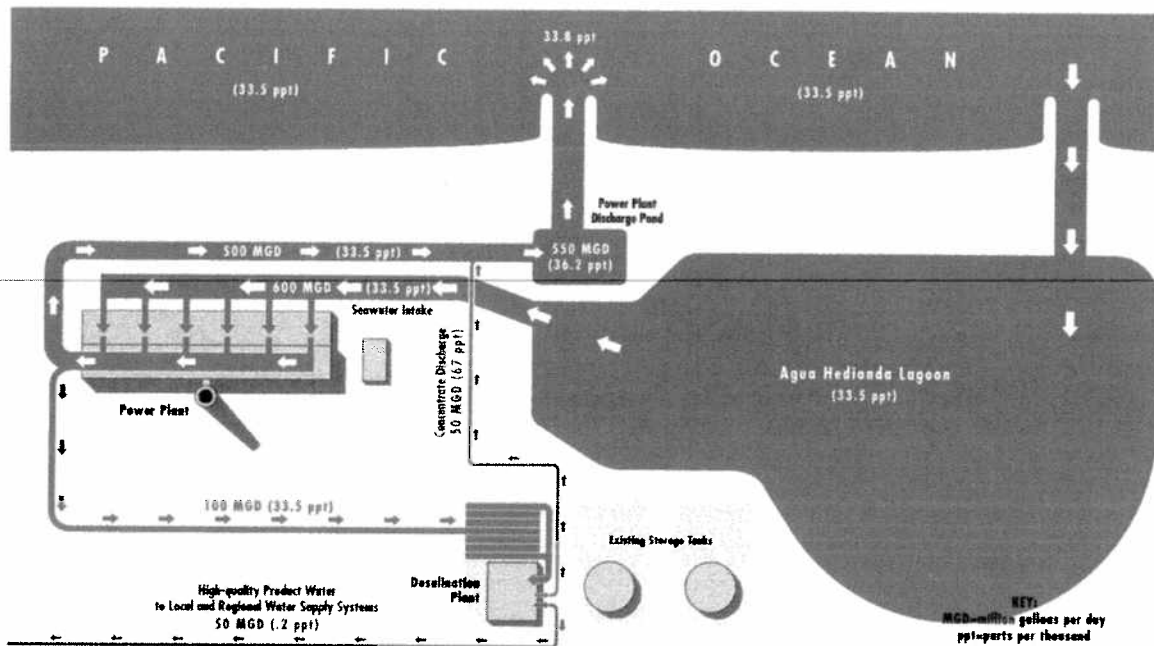 33.8 ppt
P A C I F I C
O C E A N
(33.5 ppt)
(33.5 ppt)
Power Plant
Discharge Pond
500 MGD (33.5 ppt)
550 MGD
(36.2 ppt)
600 MGD (33.5 ppt)
Seawater Intake
Concentrate Discharge
50 MGD (67 ppt)
Agua Hedionda Lagoon
(33.5 ppt)
Power Plant
100 MGD (33.5 ppt)
Existing Storage Tanks
Desalination
Plant
High-quality Product Water
to Local and Regional Water Supply Systems
50 MGD (.2 ppt)
KEY:
MGD=million gallons per day
ppt=parts per thousand